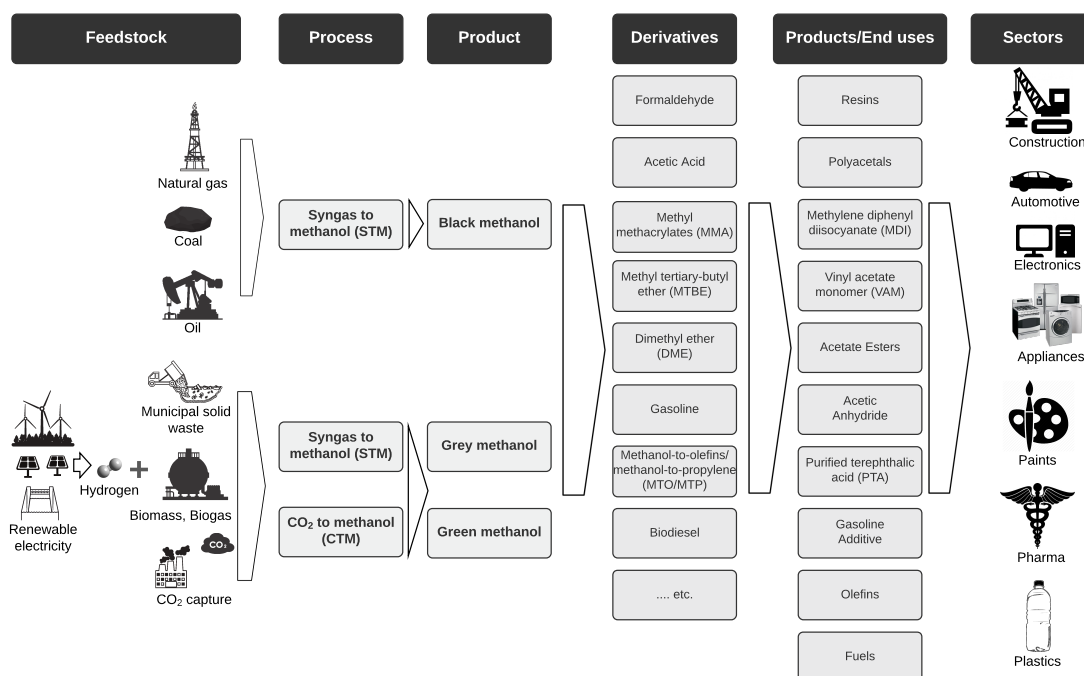 Feedstock
Process
Product
Derivatives
Products/End uses
Sectors
Natural gas
Coal
Oil
Municipal solid
waste
Hydrogen
Biomass, Biogas
Renewable
electricity
CO₂
CO₂ capture
Syngas to
methanol (STM)
Syngas to
methanol (STM)
CO₂ to methanol
(CTM)
Black methanol
Grey methanol
Green methanol
Formaldehyde
Acetic Acid
Methyl
methacrylates (MMA)
Methyl tertiary-butyl
ether (MTBE)
Dimethyl ether
(DME)
Gasoline
Methanol-to-olefins/
methanol-to-propylene
(MTO/MTP)
Biodiesel
.... etc.
Resins
Polyacetals
Methylene diphenyl
diisocyanate (MDI)
Vinyl acetate
monomer (VAM)
Acetate Esters
Acetic
Anhydride
Purified terephthalic
acid (PTA)
Gasoline
Additive
Olefins
Fuels
Construction
Automotive
Electronics
Appliances
Paints
Pharma
Plastics